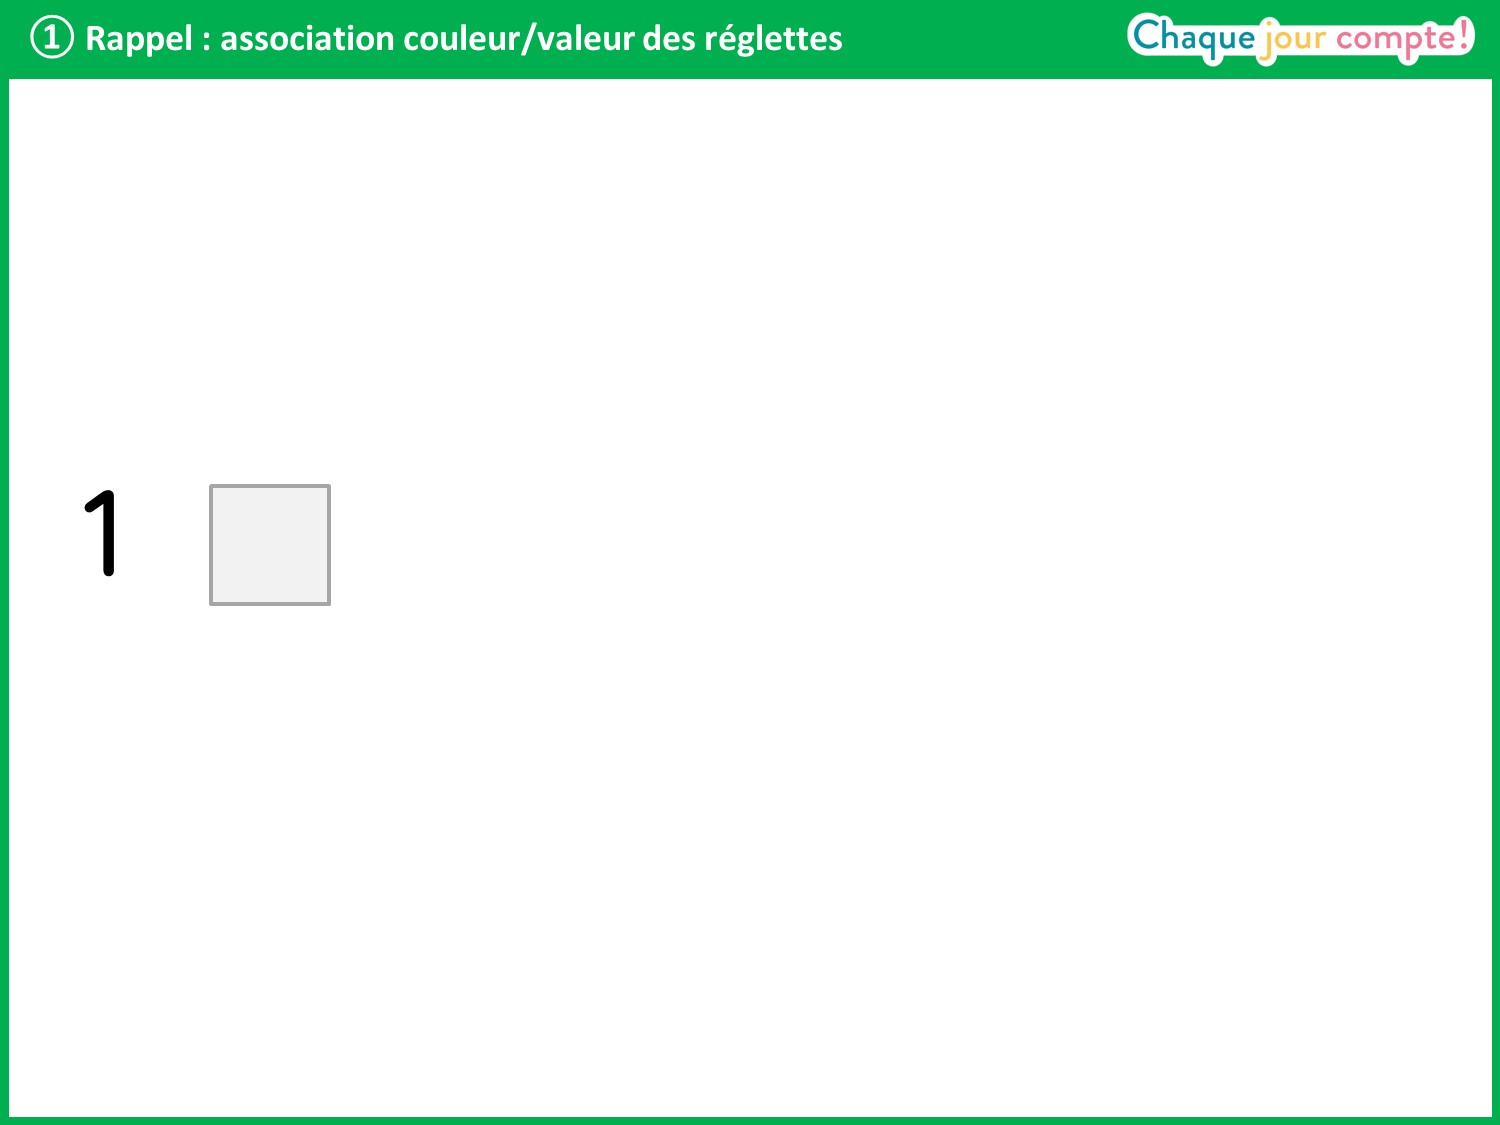 ① Rappel : association couleur/valeur des réglettes
Chaque jour compte!
1